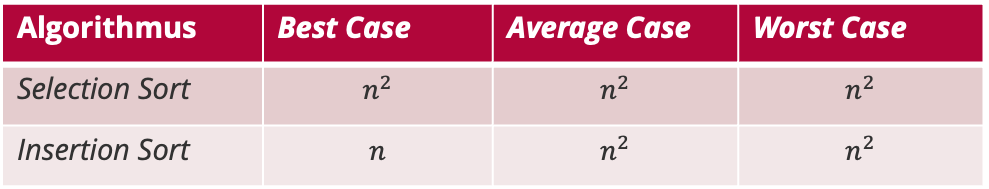 Algorithmus Best Case Average Case Worst Case
Selection Sort n² n² n²
Insertion Sort n n² n²